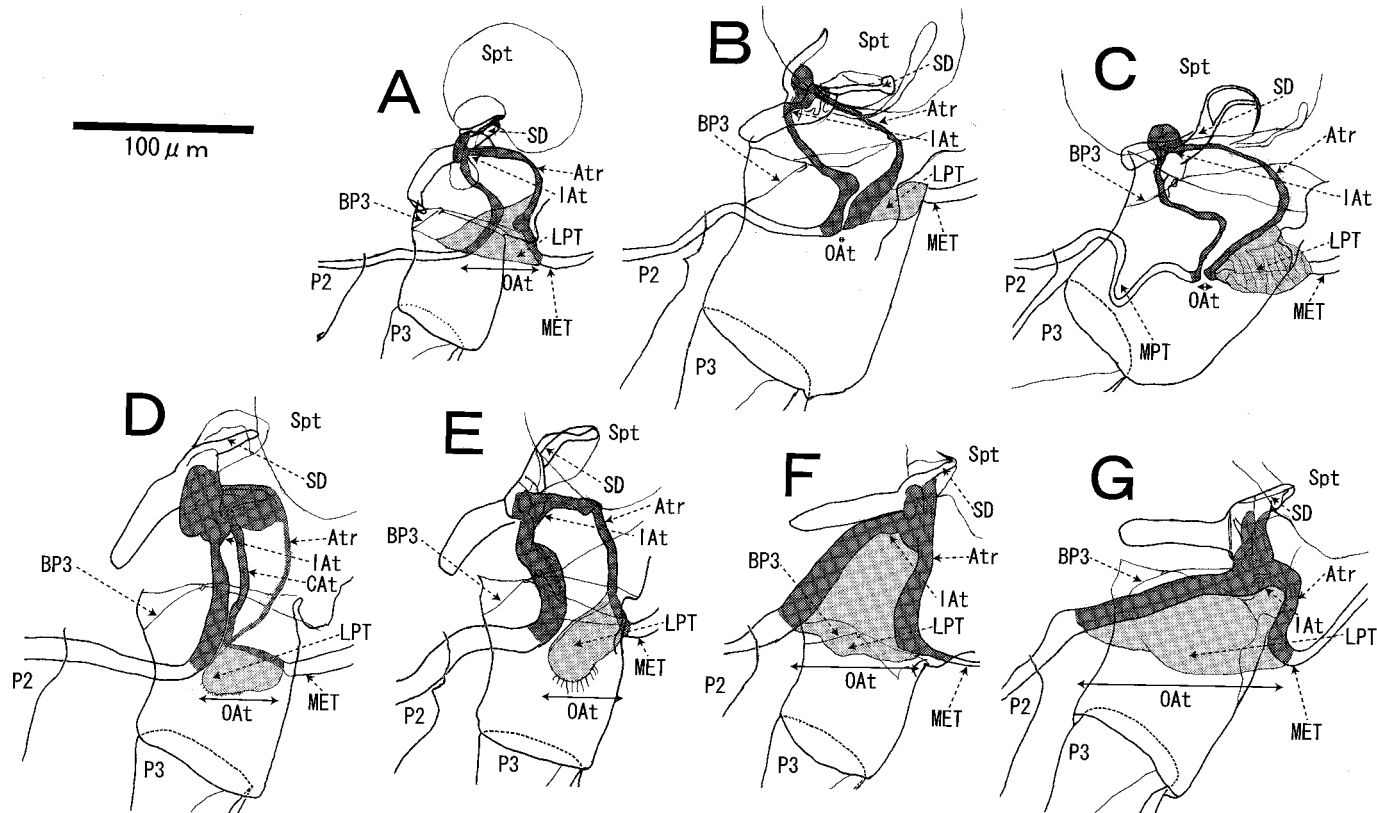 100 μm
A
Spt
SD
Atr
IAt
BP3
LPT
P2
OAt
P3
MET
B
Spt
SD
Atr
BP3
IAt
LPT
P2
OAt
MET
P3
C
Spt
SD
Atr
BP3
IAt
LPT
P2
OAt
MET
P3
MPT
D
Spt
SD
Atr
IAt
CAt
BP3
LPT
P2
OAt
MET
P3
E
Spt
SD
Atr
IAt
BP3
LPT
MET
P2
OAt
P3
F
Spt
SD
Atr
BP3
IAt
LPT
P2
OAt
MET
P3
G
Spt
SD
BP3
Atr
IAt
LPT
P2
OAt
MET
P3